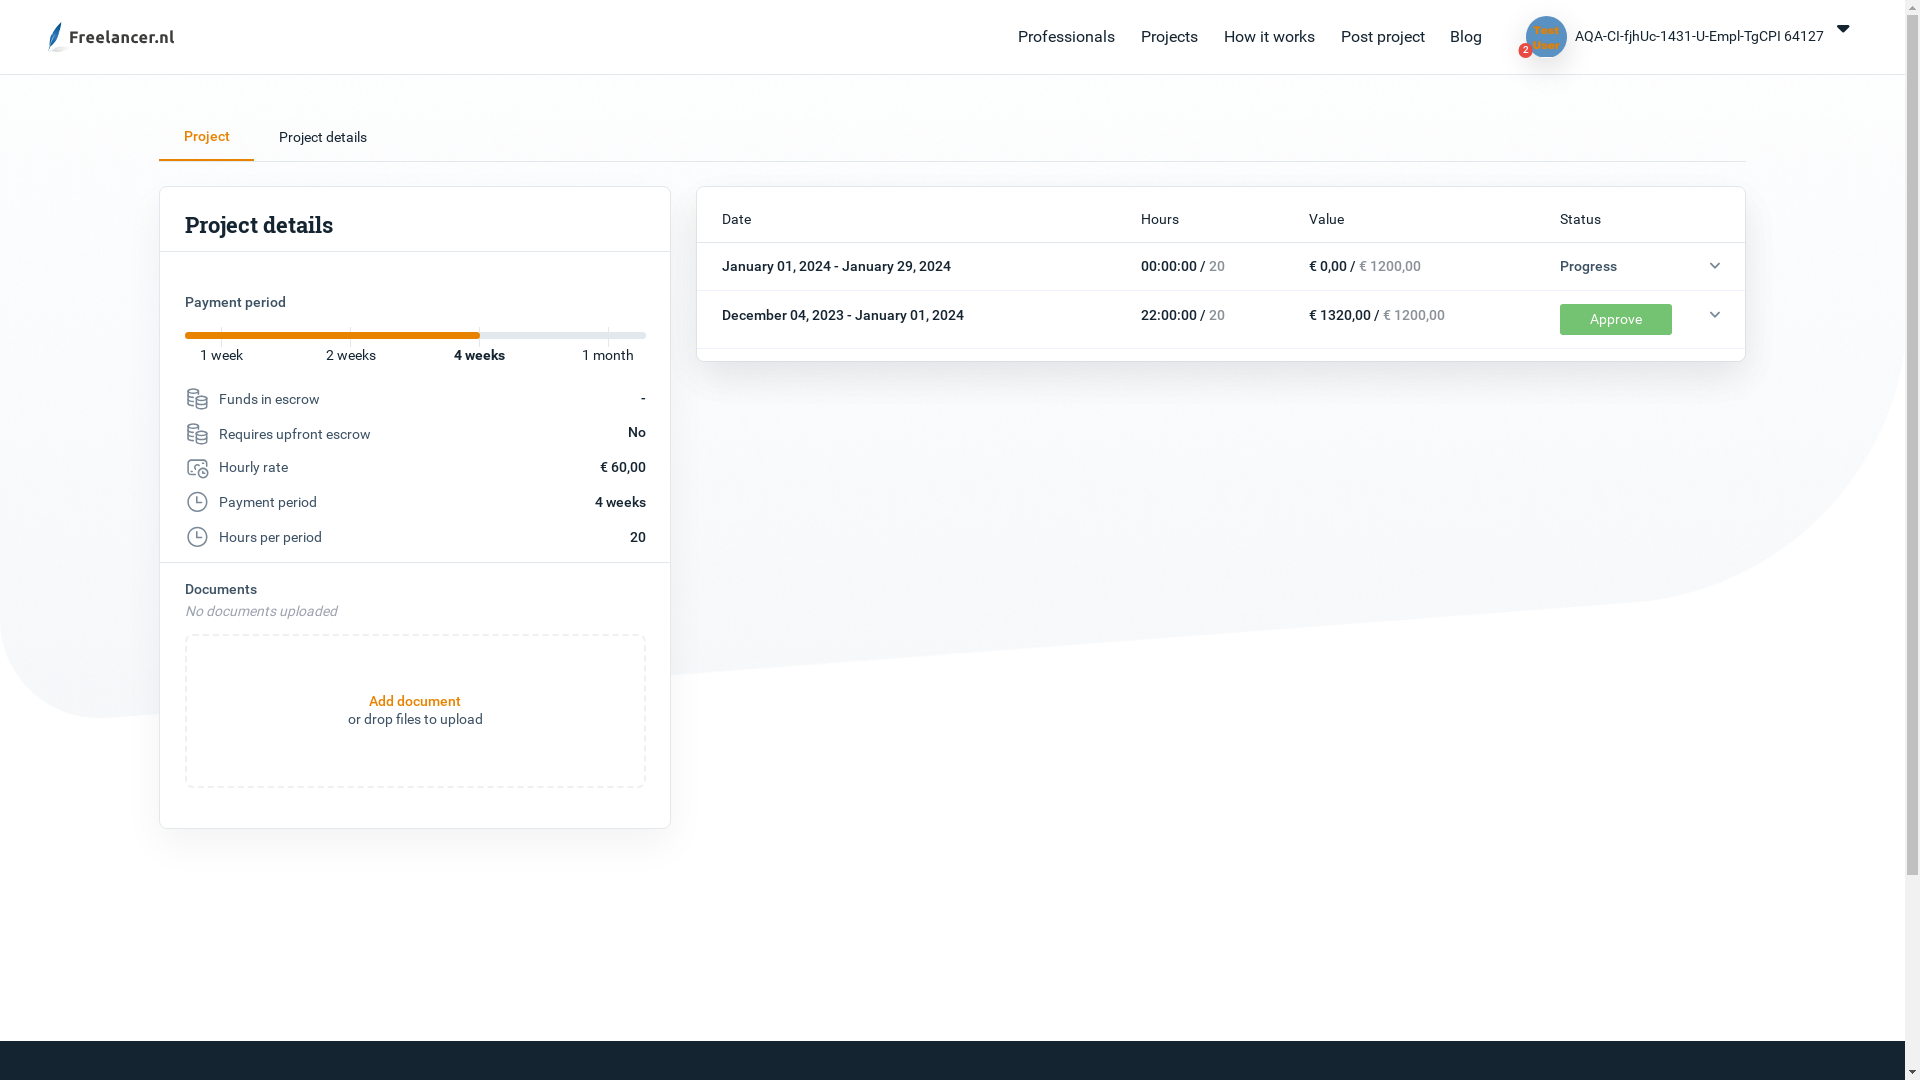 Freelancer.nl
Professionals
Projects
How it works
Post project
Blog
Test
User
2
AQA-CI-fjhUc-1431-U-Empl-TgCPI 64127
Project
Project details
Project details
Payment period
1 week
2 weeks
4 weeks
1 month
Funds in escrow
-
Requires upfront escrow
No
Hourly rate
€ 60,00
Payment period
4 weeks
Hours per period
20
Documents
No documents uploaded
Add document
or drop files to upload
Date
Hours
Value
Status
January 01, 2024 - January 29, 2024
00:00:00 / 20
€ 0,00 / € 1200,00
Progress
December 04, 2023 - January 01, 2024
22:00:00 / 20
€ 1320,00 / € 1200,00
Approve